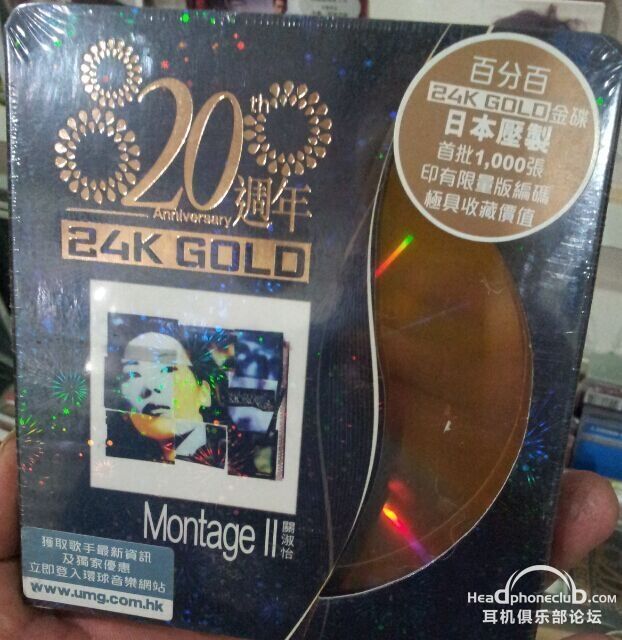 20th
Anniversary
週年
24K GOLD
百分百
24K GOLD金碟
日本壓製
首批1,000張
印有限量版編碼
極具收藏價值
Montage II
關淑怡
獲取歌手最新資訊
及獨家優惠
立即登入環球音樂網站
www.umg.com.hk
Headphoneclub.com
耳机俱乐部论坛